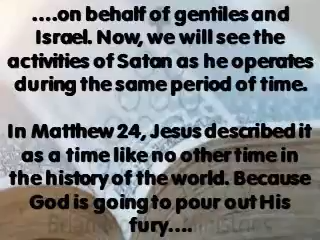 ….on behalf of gentiles and
Israel. Now, we will see the
activities of Satan as he operates
during the same period of time.
In Matthew 24, Jesus described it
as a time like no other time in
the history of the world. Because
God is going to pour out His
fury….